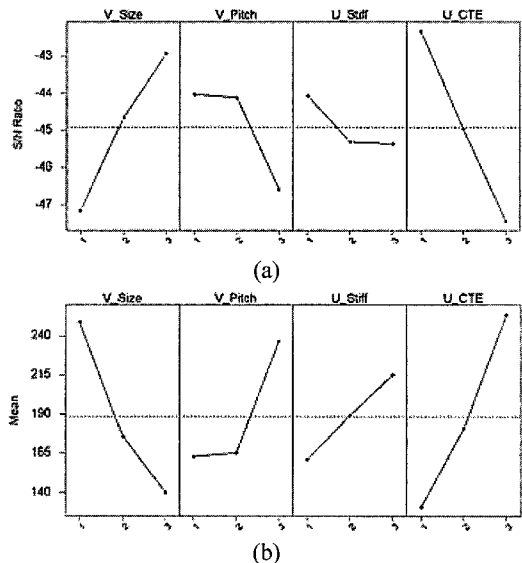 V_Size V_Pitch U_Stiff U_CTE
-43
-44
-45
-46
-47
S/N Ratio
1 2 3 1 2 3 1 2 3 1 2 3
(a)
V_Size V_Pitch U_Stiff U_CTE
240
215
190
165
140
Mean
1 2 3 1 2 3 1 2 3 1 2 3
(b)